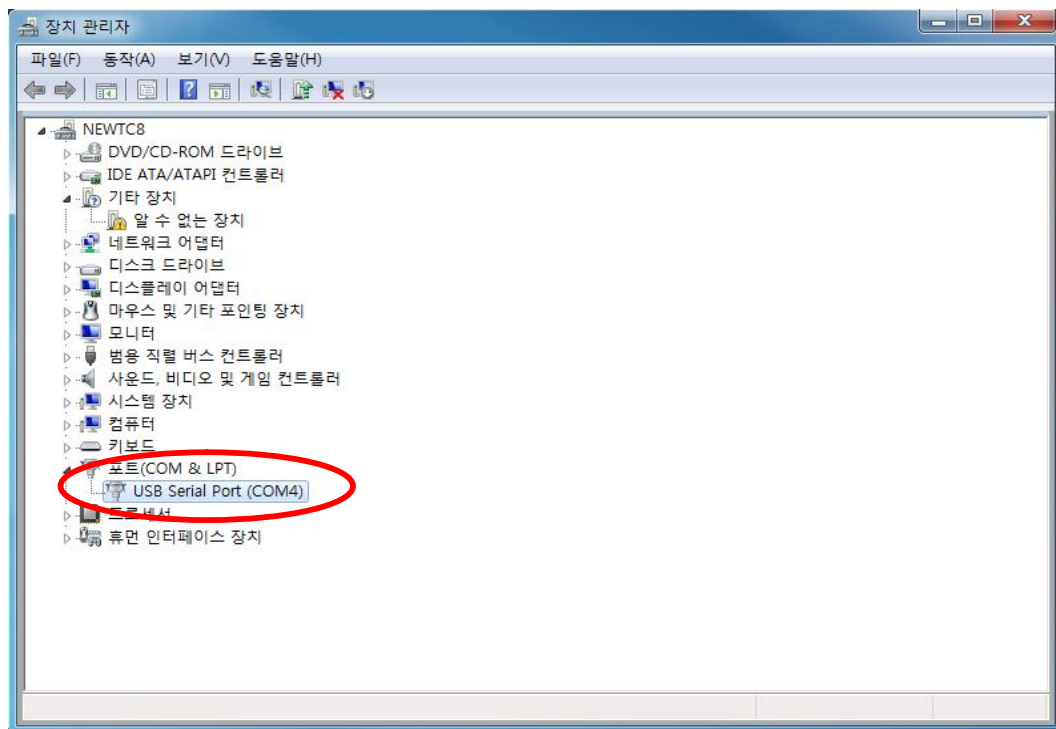 장치 관리자
파일(F) 동작(A) 보기(V) 도움말(H)
NEWTC8
DVD/CD-ROM 드라이브
IDE ATA/ATAPI 컨트롤러
기타 장치
알 수 없는 장치
네트워크 어댑터
디스크 드라이브
디스플레이 어댑터
마우스 및 기타 포인팅 장치
모니터
범용 직렬 버스 컨트롤러
사운드, 비디오 및 게임 컨트롤러
시스템 장치
컴퓨터
키보드
포트(COM & LPT)
USB Serial Port (COM4)
프로세서
휴먼 인터페이스 장치